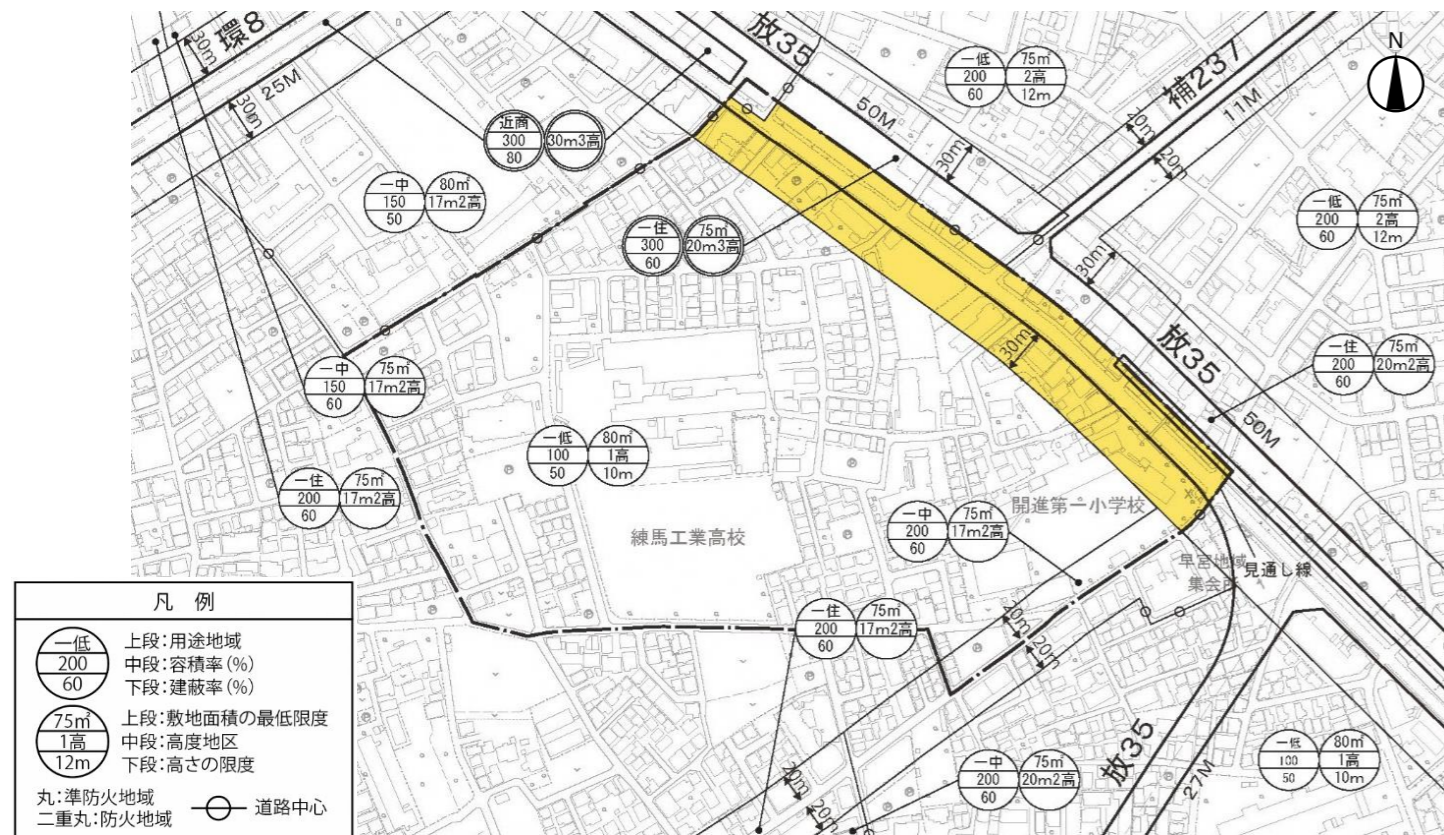 環8
30m
25M
30m
放35
50M
補237
11M
20m
20m
N
一低
200
60
75㎡
2高
12m
近商
300
80
30m3高
30m
一中
150
50
80㎡
17m2高
一住
300
60
75㎡
20m3高
一低
200
60
75㎡
2高
12m
30m
放35
30m
一住
200
60
75㎡
20m2高
50M
一中
150
60
75㎡
17m2高
一低
100
50
80㎡
1高
10m
一住
200
60
75㎡
17m2高
練馬工業高校
開進第一小学校
一中
200
60
75㎡
17m2高
早宮地域
集会所
見通し線
一住
200
60
75㎡
17m2高
20m
20m
放35
27M
一低
100
50
80㎡
1高
10m
一中
200
60
75㎡
20m2高
20m
20m
凡 例
一低
200
60
上段:用途地域
中段:容積率(%)
下段:建蔽率(%)
75㎡
1高
12m
上段:敷地面積の最低限度
中段:高度地区
下段:高さの限度
丸:準防火地域
二重丸:防火地域
道路中心